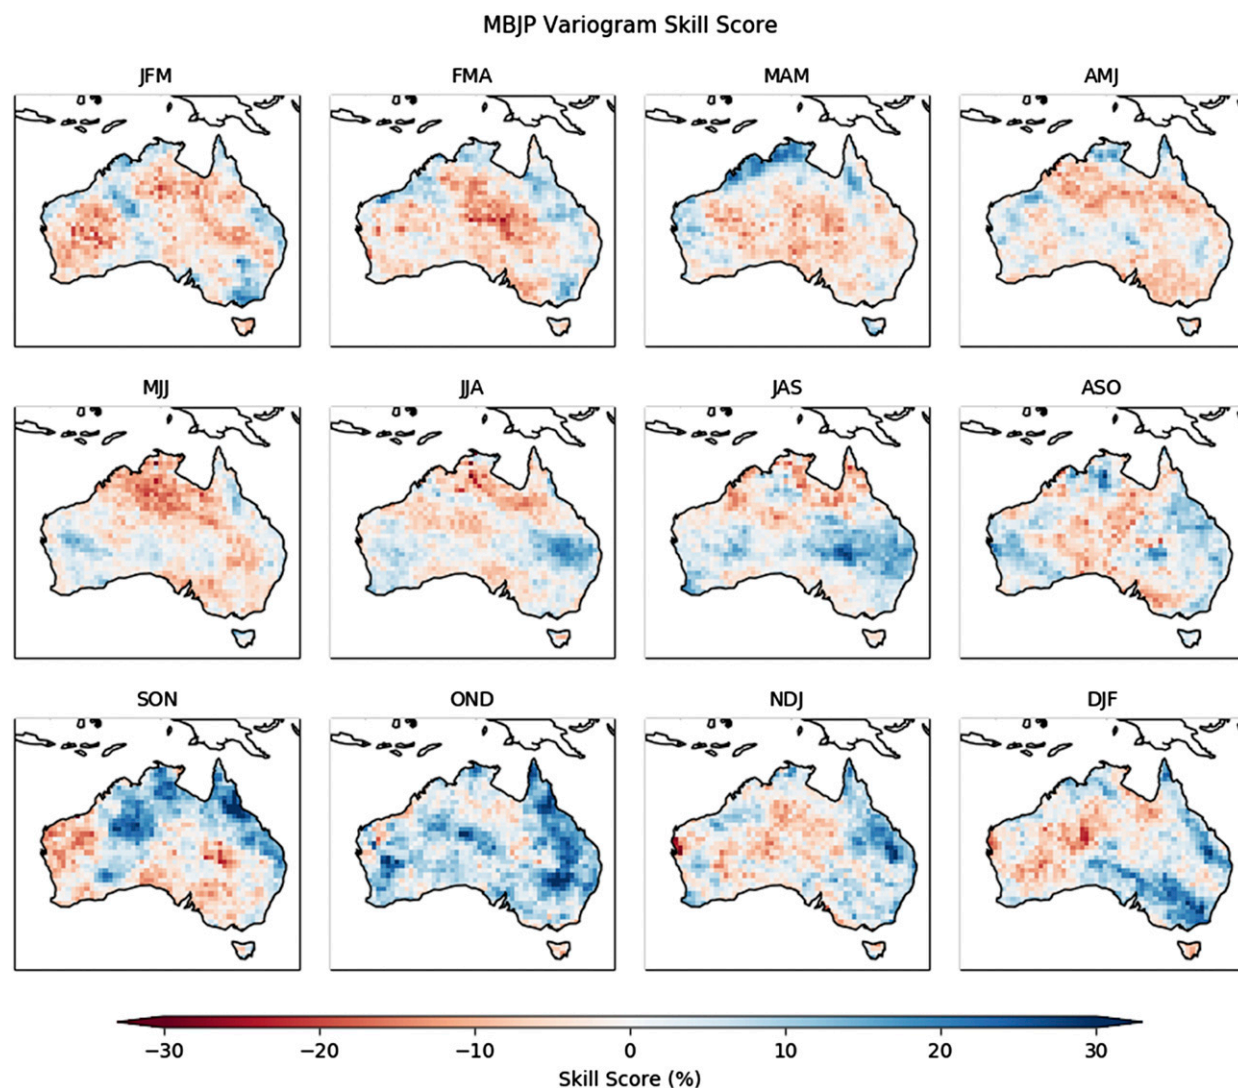 MBJP Variogram Skill Score
JFM FMA MAM AMJ
MJJ JJA JAS ASO
SON OND NDJ DJF
−30 −20 −10 0 10 20 30
Skill Score (%)